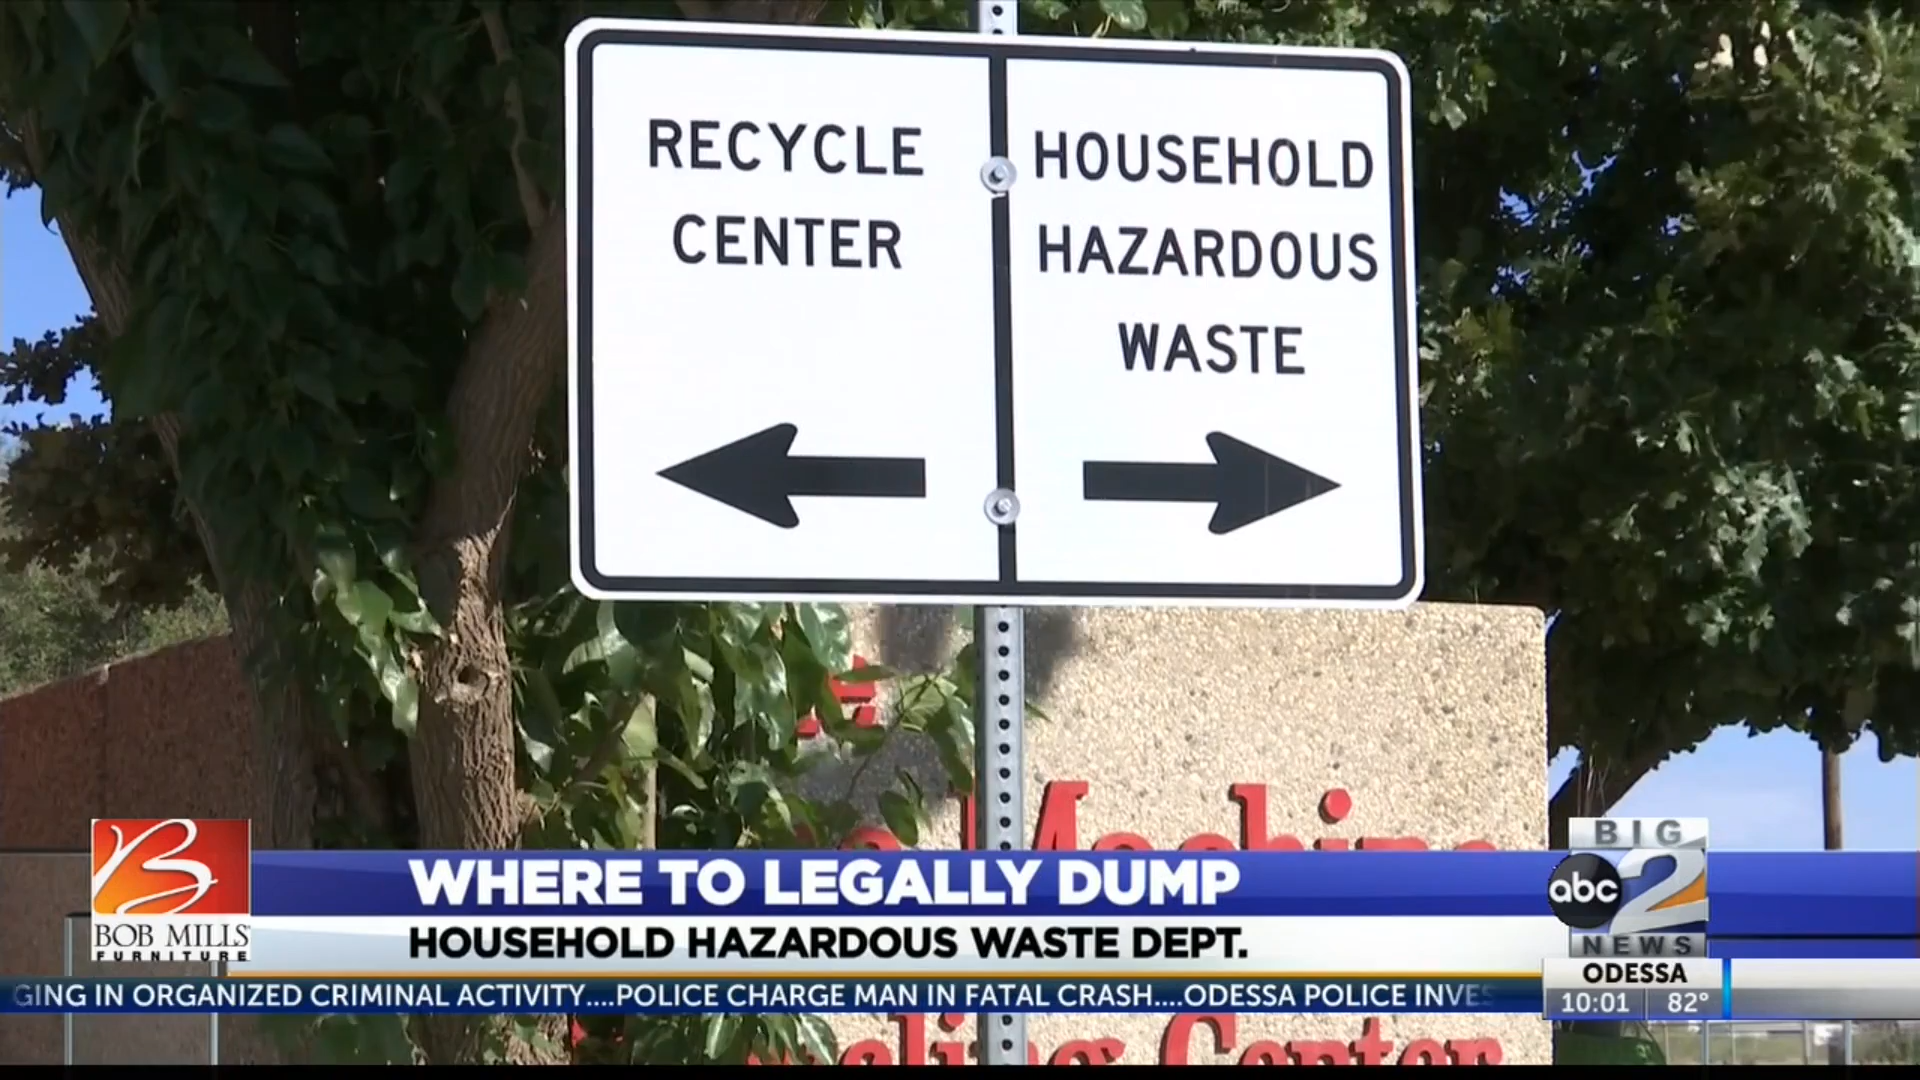 RECYCLE
CENTER
HOUSEHOLD
HAZARDOUS
WASTE
BOB MILLS
FURNITURE
WHERE TO LEGALLY DUMP
HOUSEHOLD HAZARDOUS WASTE DEPT.
BIG
abc 2
NEWS
ODESSA
10:01 82°
GING IN ORGANIZED CRIMINAL ACTIVITY....POLICE CHARGE MAN IN FATAL CRASH....ODESSA POLICE INVES
Center